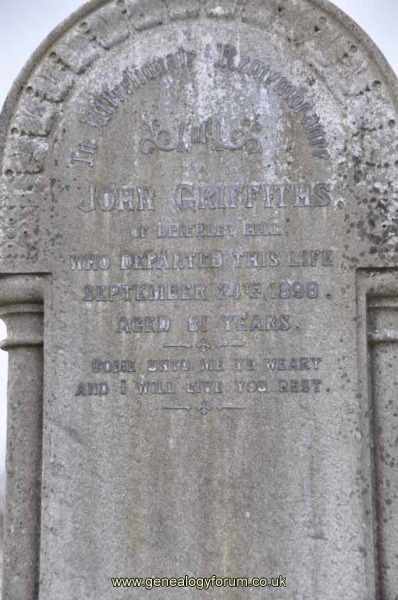 In Affectionate Remembrance
of
JOHN GRIFFITHS
OF BRIERLEY HILL
WHO DEPARTED THIS LIFE
SEPTEMBER 24TH 1898.
AGED 61 YEARS.
COME UNTO ME YE WEARY
AND I WILL GIVE YOU REST.
www.genealogyforum.co.uk